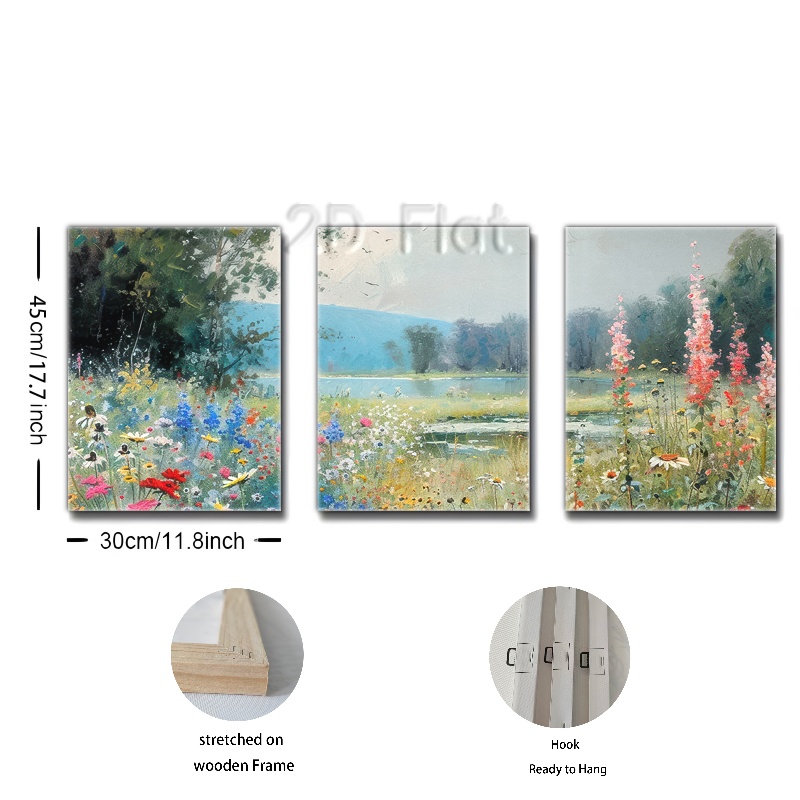 2D Flat
45cm/17.7inch
30cm/11.8inch
stretched on
wooden Frame
Hook
Ready to Hang